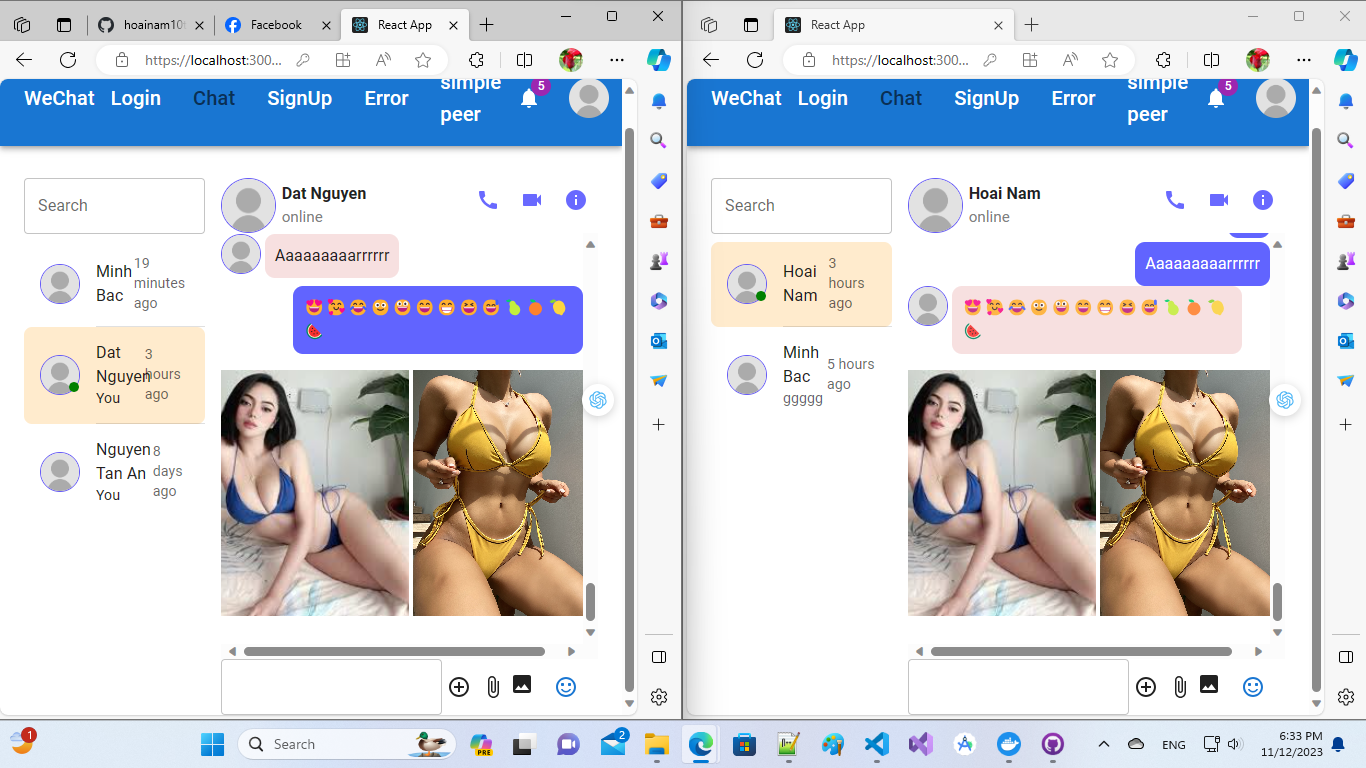 hoainam10t
Facebook
React App
React App
https://localhost:300...
https://localhost:300...
simple
5
WeChat Login Chat SignUp Error
peer
simple
5
WeChat Login Chat SignUp Error
peer
Search
Dat Nguyen
online
Minh
Bac
19
minutes
ago
Dat
Nguyen
You
3
hours
ago
Nguyen
Tan An
You
8
days
ago
Aaaaaaaaarrrrrr
😍 🥰 😂 🙂 😀 😊 😁 😆 😅 🍐 🍊 🍋
🍉
Search
Hoai Nam
online
Hoai
Nam
3
hours
ago
Minh
Bac
ggggg
5 hours
ago
Aaaaaaaaarrrrrr
😍 🥰 😂 🙂 😀 😊 😁 😆 😅 🍐 🍊 🍋
🍉
1
Search
PRE
2
ENG
6:33 PM
11/12/2023